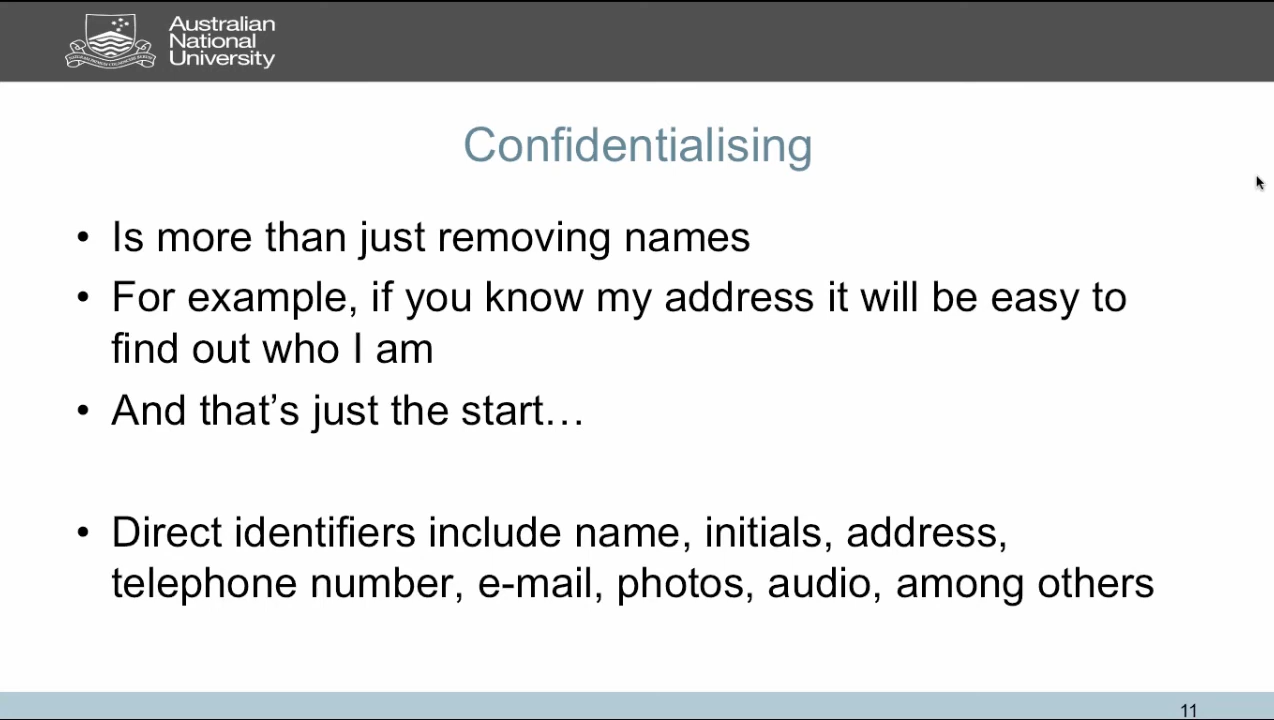 Australian
National
University
Confidentialising
• Is more than just removing names
• For example, if you know my address it will be easy to
find out who I am
• And that’s just the start…
• Direct identifiers include name, initials, address,
telephone number, e-mail, photos, audio, among others
11